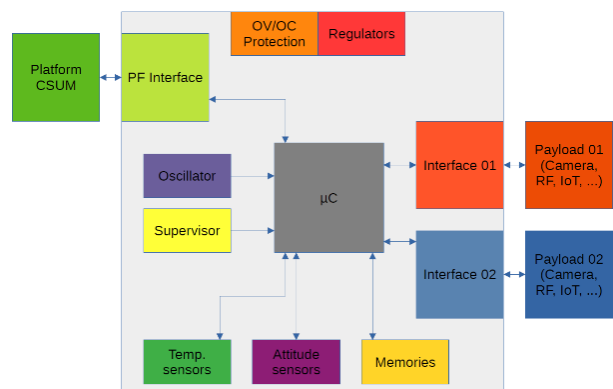 OV/OC
Protection
Regulators
Platform
CSUM
PF Interface
Oscillator
µC
Interface 01
Payload 01
(Camera,
RF, IoT, ...)
Supervisor
Interface 02
Payload 02
(Camera,
RF, IoT, ...)
Temp.
sensors
Attitude
sensors
Memories